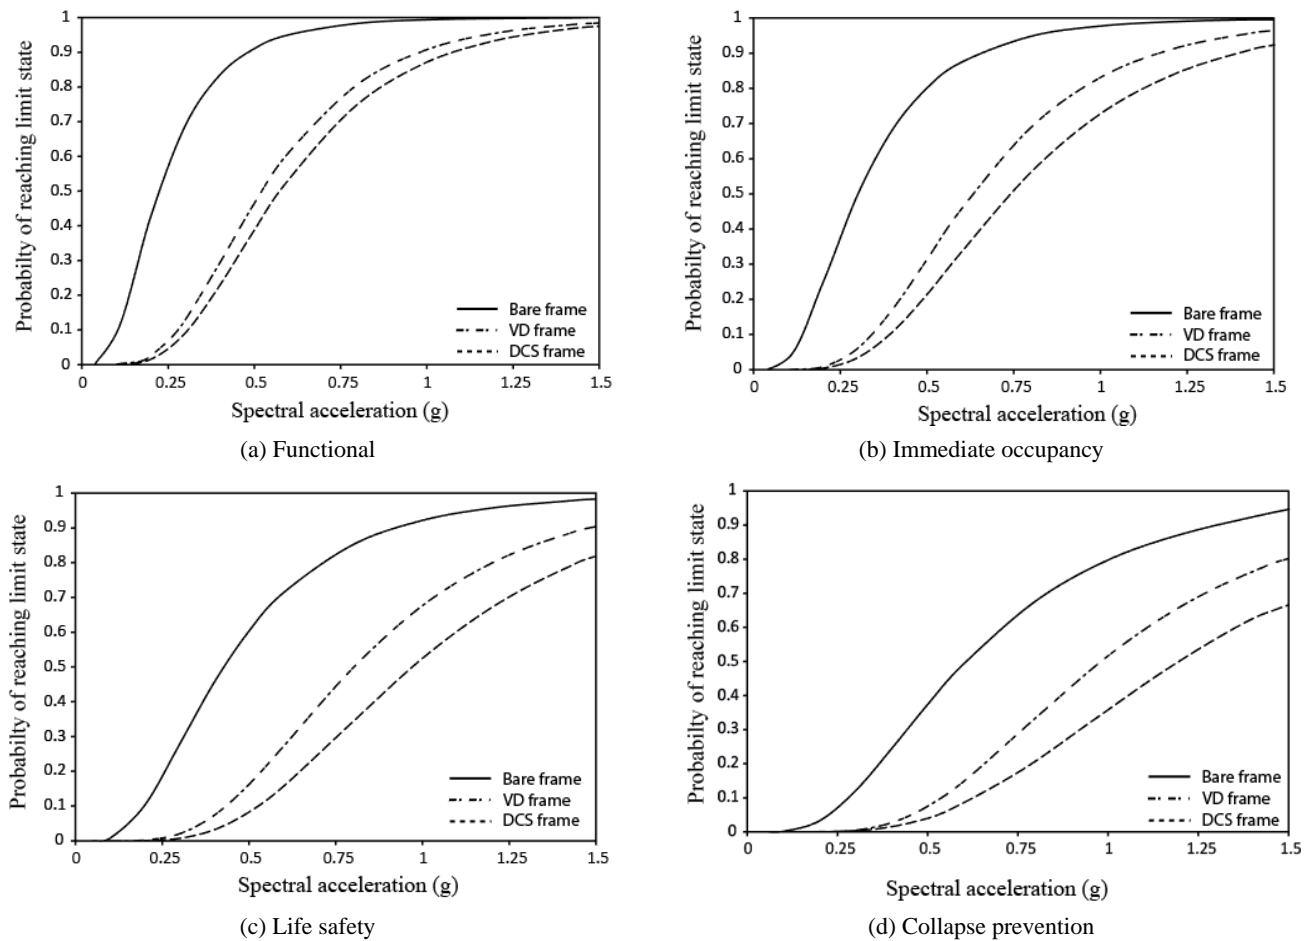 Probabilty of reaching limit state
1
0.9
0.8
0.7
0.6
0.5
0.4
0.3
0.2
0.1
0
Bare frame
VD frame
DCS frame
0 0.25 0.5 0.75 1 1.25 1.5
Spectral acceleration (g)
(a) Functional
Probabilty of reaching limit state
1
0.9
0.8
0.7
0.6
0.5
0.4
0.3
0.2
0.1
0
Bare frame
VD frame
DCS frame
0 0.25 0.5 0.75 1 1.25 1.5
Spectral acceleration (g)
(b) Immediate occupancy
Probabilty of reaching limit state
1
0.9
0.8
0.7
0.6
0.5
0.4
0.3
0.2
0.1
0
Bare frame
VD frame
DCS frame
0 0.25 0.5 0.75 1 1.25 1.5
Spectral acceleration (g)
(c) Life safety
Probabilty of reaching limit state
1
0.9
0.8
0.7
0.6
0.5
0.4
0.3
0.2
0.1
0
Bare frame
VD frame
DCS frame
0 0.25 0.5 0.75 1 1.25 1.5
Spectral acceleration (g)
(d) Collapse prevention